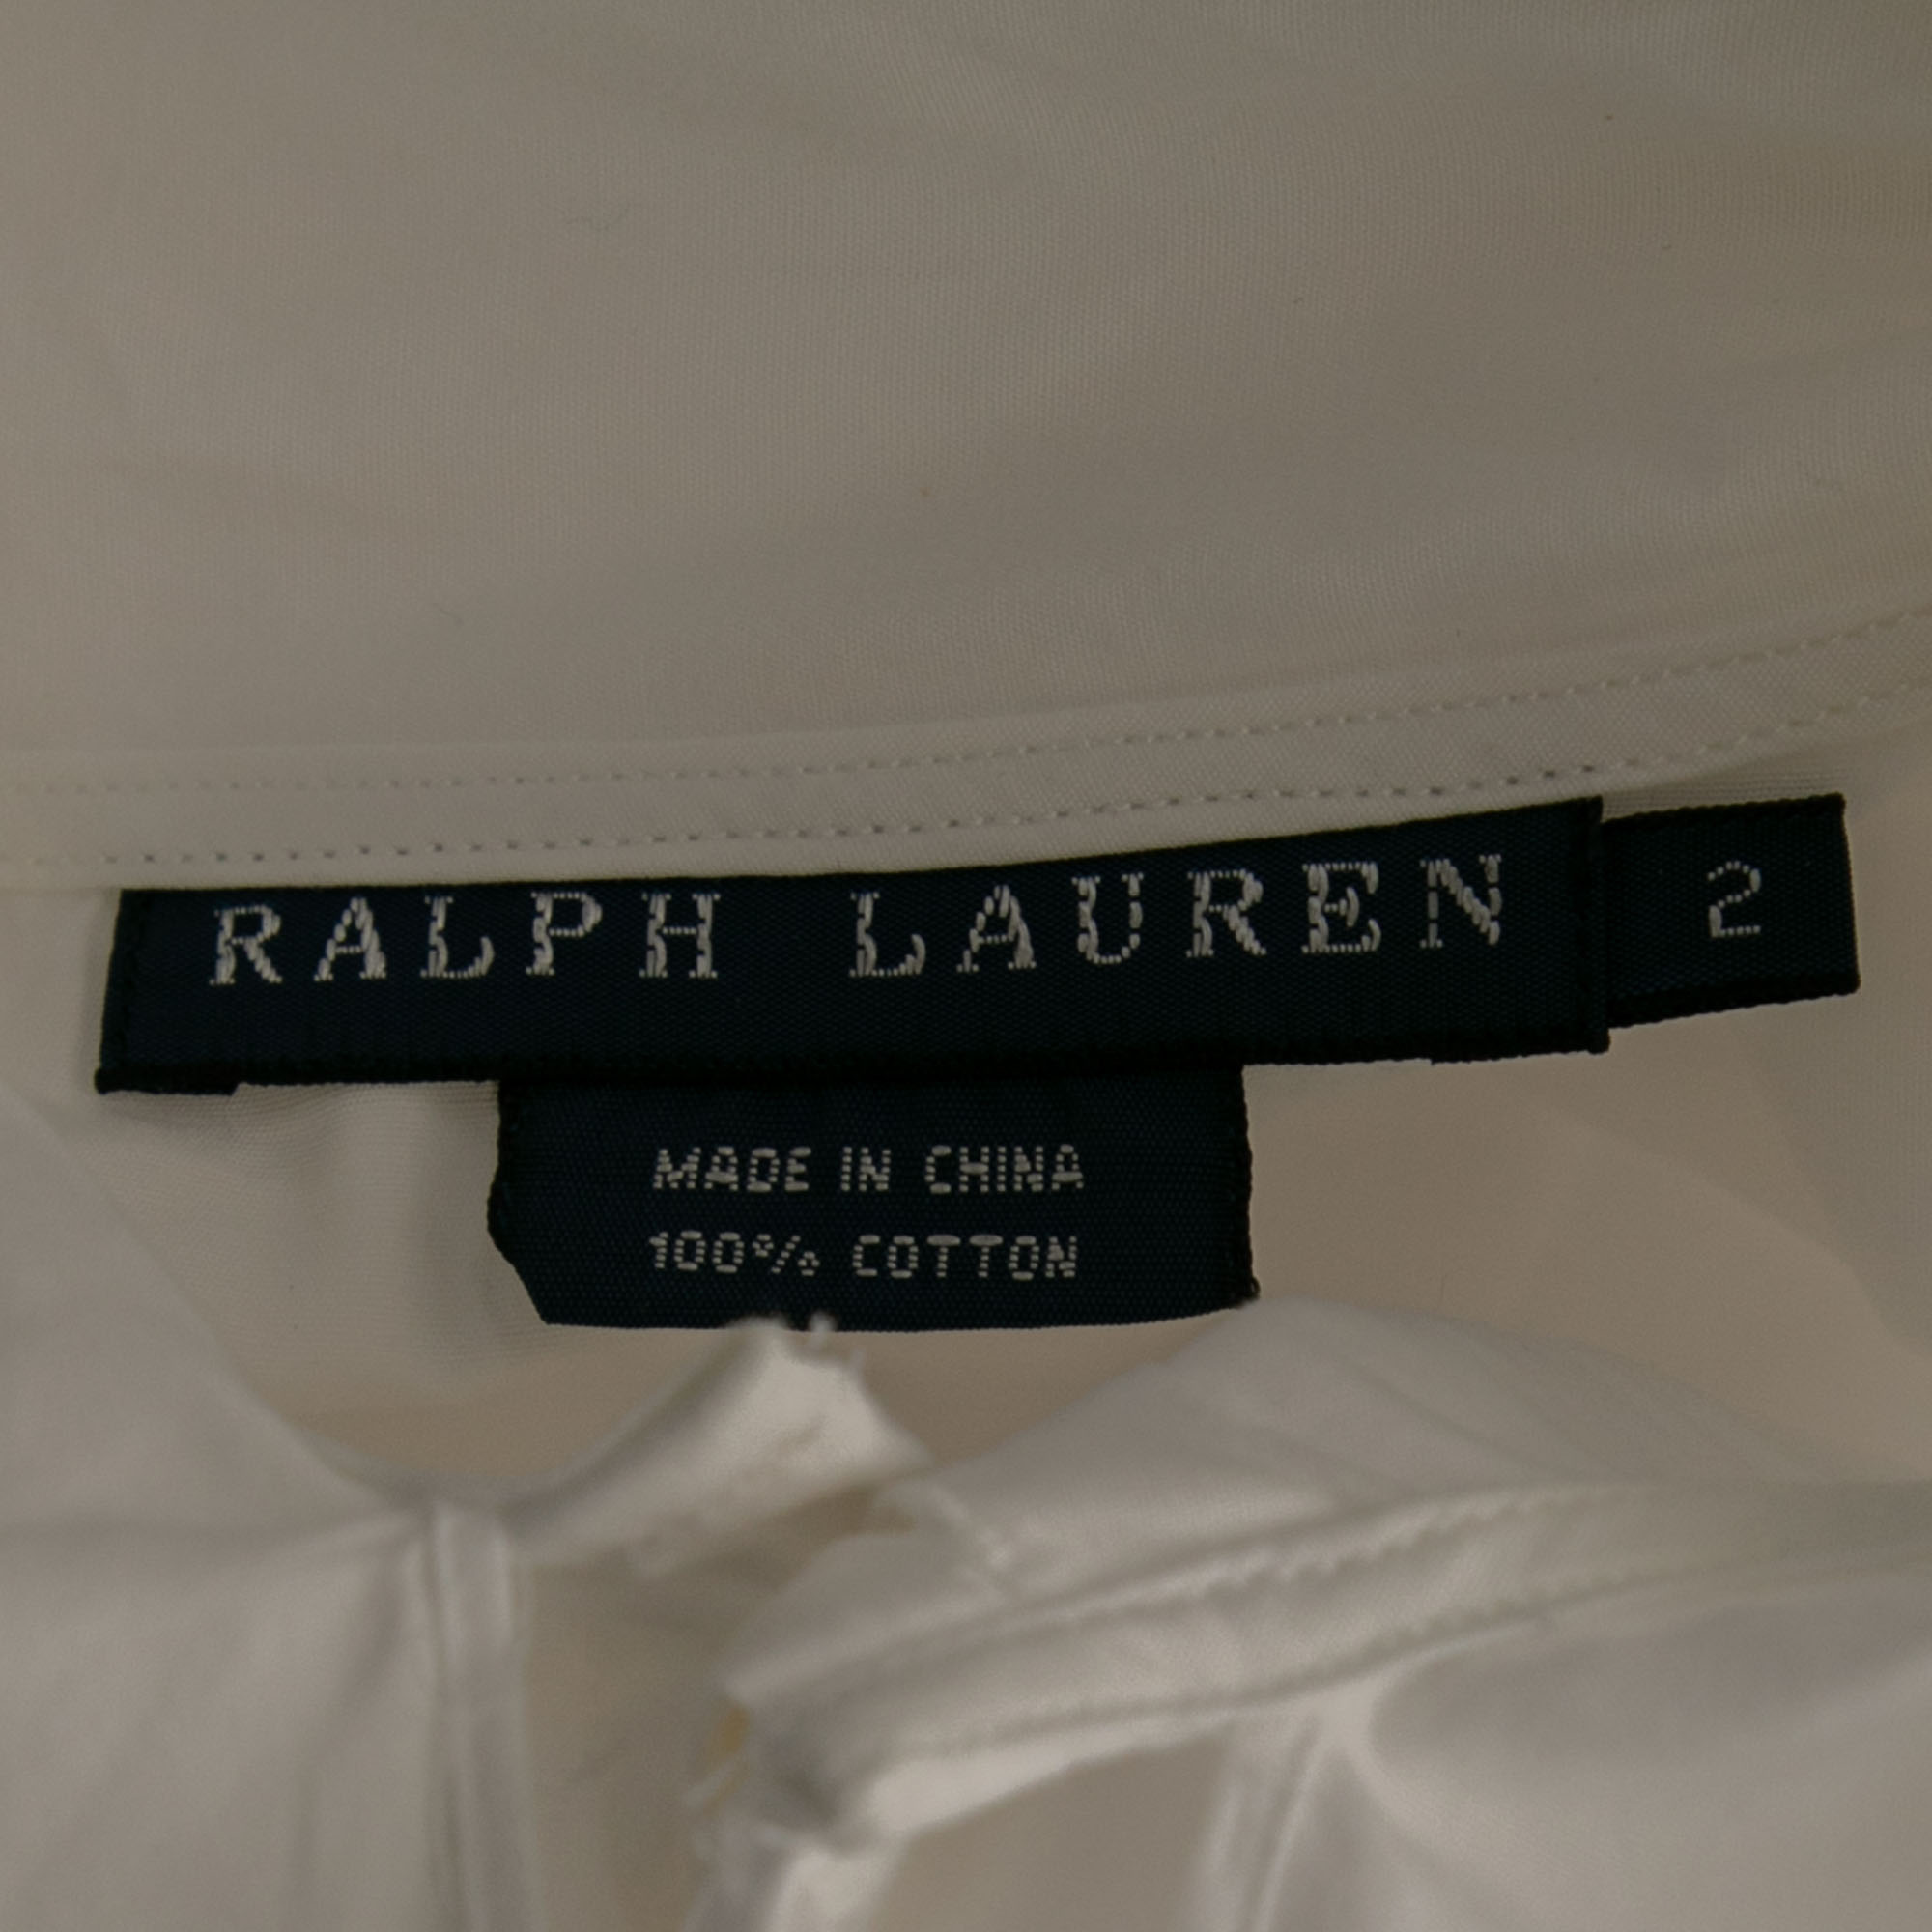 RALPH LAUREN 2
MADE IN CHINA
100% COTTON